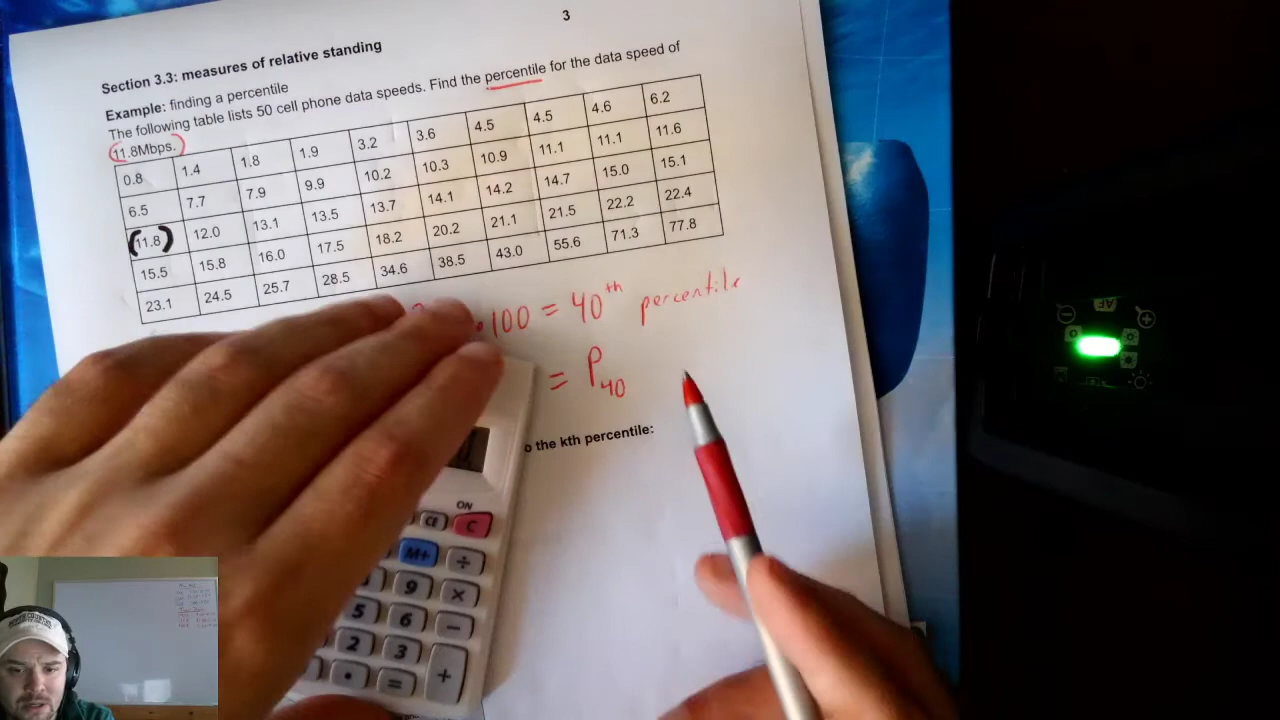 3
Section 3.3: measures of relative standing
Example: finding a percentile
The following table lists 50 cell phone data speeds. Find the percentile for the data speed of
11.8Mbps.
0.8 1.4 1.8 1.9 3.2 3.6 4.5 4.5 4.6 6.2
6.5 7.7 7.9 9.9 10.2 10.3 10.9 11.1 11.1 11.6
(11.8) 12.0 13.1 13.5 13.7 14.1 14.2 14.7 15.0 15.1
15.5 15.8 16.0 17.5 18.2 20.2 21.1 21.5 22.2 22.4
23.1 24.5 25.7 28.5 34.6 38.5 43.0 55.6 71.3 77.8
100 = 40th percentile
= P40
o the kth percentile:
ON
CE C
M+ ÷
9 ×
5 6 −
2 3
• = +
AF